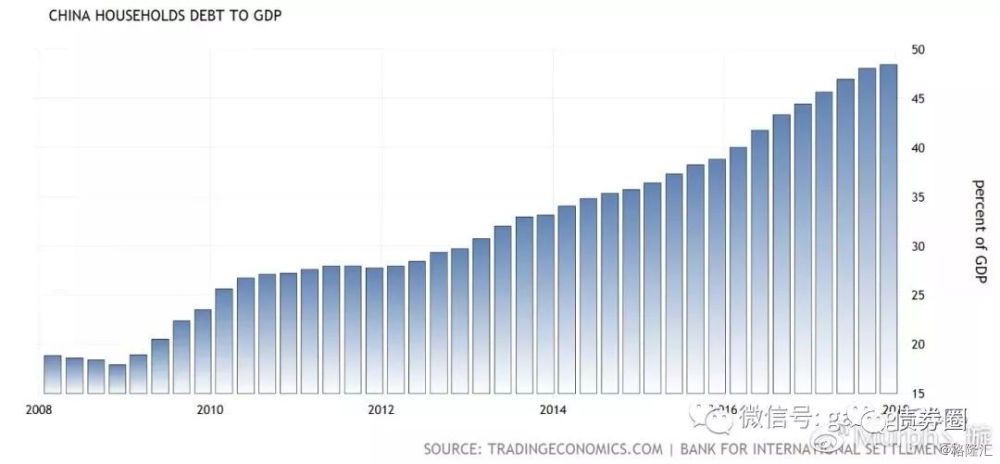 CHINA HOUSEHOLDS DEBT TO GDP
50
45
40
35
30
25
20
15
percent of GDP
2008 2010 2012 2014
微信号:
债券圈
SOURCE: TRADINGECONOMICS.COM | BANK FOR INTERNATIONAL
@格隆汇